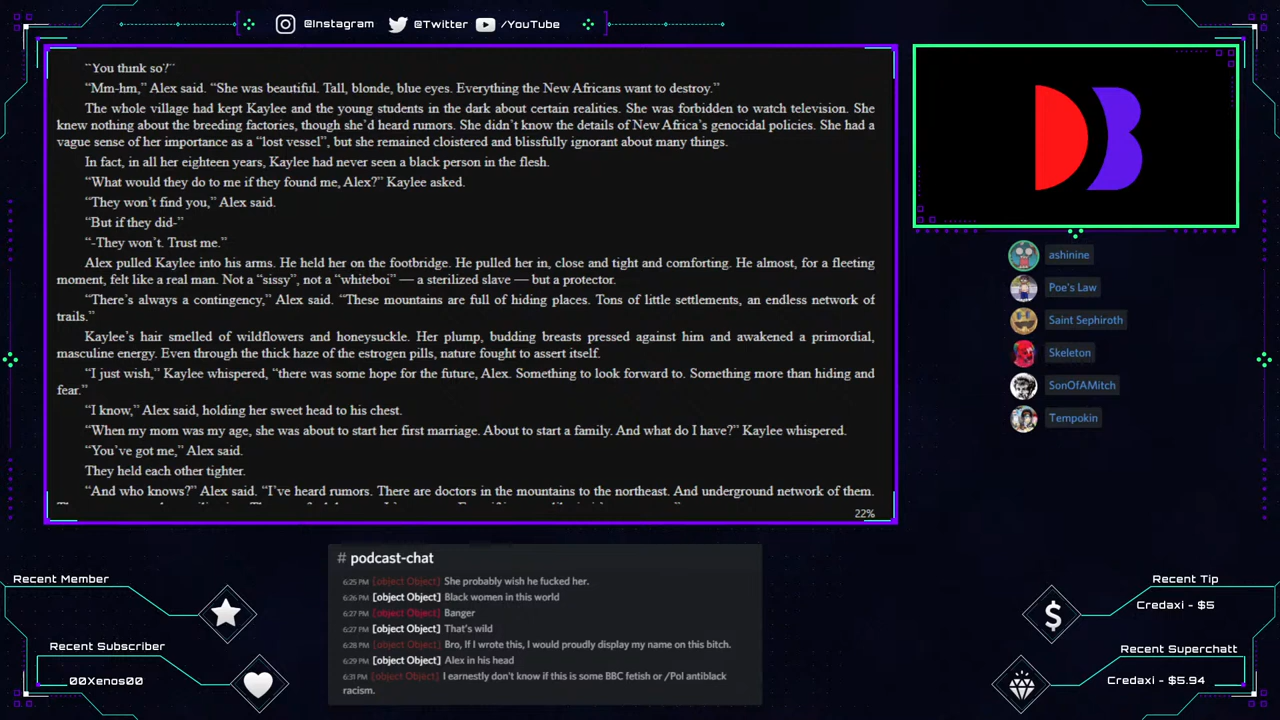 @Instagram @Twitter /YouTube
"You think so?"
"Mm-hm," Alex said. "She was beautiful. Tall, blonde, blue eyes. Everything the New Africans want to destroy."
The whole village had kept Kaylee and the young students in the dark about certain realities. She was forbidden to watch television. She
knew nothing about the breeding factories, though she'd heard rumors. She didn't know the details of New Africa's genocidal policies. She had a
vague sense of her importance as a "lost vessel", but she remained cloistered and blissfully ignorant about many things.
In fact, in all her eighteen years, Kaylee had never seen a black person in the flesh.
"What would they do to me if they found me, Alex?" Kaylee asked.
"They won't find you," Alex said.
"But if they did-"
"-They won't. Trust me."
Alex pulled Kaylee into his arms. He held her on the footbridge. He pulled her in, close and tight and comforting. He almost, for a fleeting
moment, felt like a real man. Not a "sissy", not a "whiteboi" — a sterilized slave — but a protector.
"There's always a contingency," Alex said. "These mountains are full of hiding places. Tons of little settlements, an endless network of
trails."
Kaylee's hair smelled of wildflowers and honeysuckle. Her plump, budding breasts pressed against him and awakened a primordial,
masculine energy. Even through the thick haze of the estrogen pills, nature fought to assert itself.
"I just wish," Kaylee whispered, "there was some hope for the future, Alex. Something to look forward to. Something more than hiding and
fear."
"I know," Alex said, holding her sweet head to his chest.
"When my mom was my age, she was about to start her first marriage. About to start a family. And what do I have?" Kaylee whispered.
"You've got me," Alex said.
They held each other tighter.
"And who knows?" Alex said. "I've heard rumors. There are doctors in the mountains to the northeast. And underground network of them.
22%
DB
ashinine
Poe's Law
Saint Sephiroth
Skeleton
SonOfAMitch
Tempokin
# podcast-chat
6:25 PM [object Object] She probably wish he fucked her.
6:26 PM [object Object] Black women in this world
6:27 PM [object Object] Banger
6:27 PM [object Object] That's wild
6:28 PM [object Object] Bro, If I wrote this, I would proudly display my name on this bitch.
6:29 PM [object Object] Alex in his head
6:31 PM [object Object] I earnestly don't know if this is some BBC fetish or /Pol antiblack
racism.
Recent Member
Recent Subscriber
00Xenos00
Recent Tip
Credaxi - $5
Recent Superchatt
Credaxi - $5.94